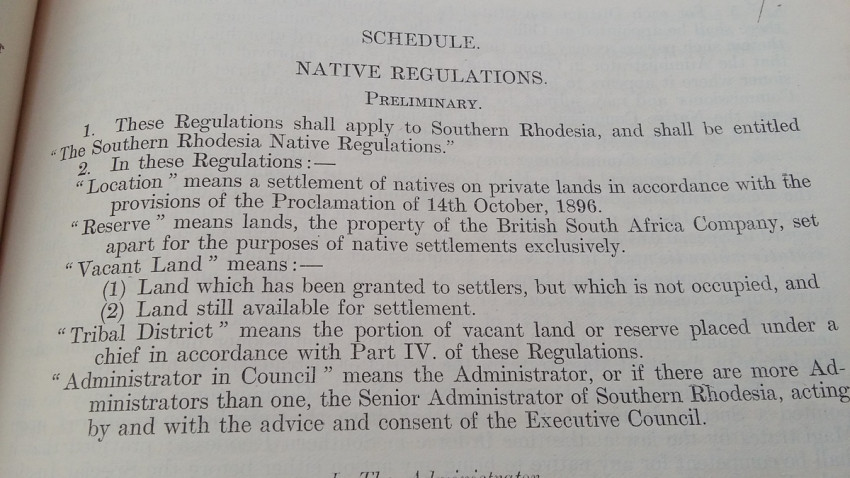 SCHEDULE.
NATIVE REGULATIONS.
PRELIMINARY.
1. These Regulations shall apply to Southern Rhodesia, and shall be entitled
“The Southern Rhodesia Native Regulations.”
2. In these Regulations:—
“Location” means a settlement of natives on private lands in accordance with the
provisions of the Proclamation of 14th October, 1896.
“Reserve” means lands, the property of the British South Africa Company, set
apart for the purposes of native settlements exclusively.
“Vacant Land” means:—
(1) Land which has been granted to settlers, but which is not occupied, and
(2) Land still available for settlement.
“Tribal District” means the portion of vacant land or reserve placed under a
chief in accordance with Part IV. of these Regulations.
“Administrator in Council” means the Administrator, or if there are more Ad-
ministrators than one, the Senior Administrator of Southern Rhodesia, acting
by and with the advice and consent of the Executive Council.
I. The Administrator